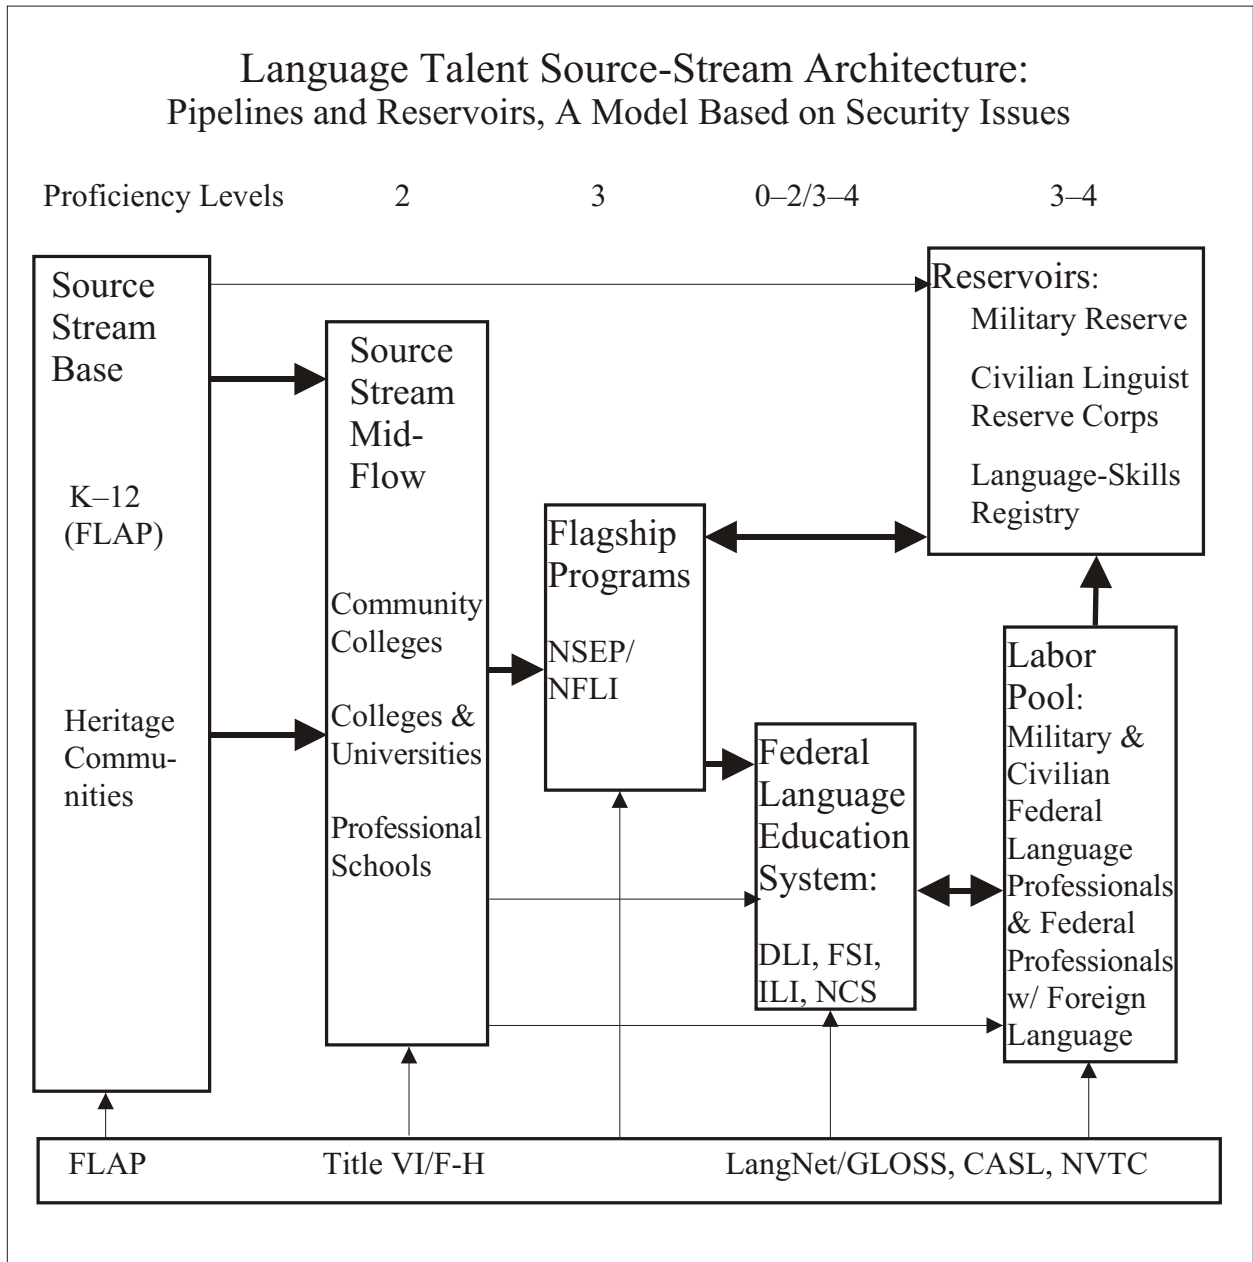 Language Talent Source-Stream Architecture:
Pipelines and Reservoirs, A Model Based on Security Issues
Proficiency Levels 2 3 0–2/3–4 3–4
Source
Stream
Base
K–12
(FLAP)
Heritage
Commu-
nities
Source
Stream
Mid-
Flow
Community
Colleges
Colleges &
Universities
Professional
Schools
Flagship
Programs
NSEP/
NFLI
Federal
Language
Education
System:
DLI, FSI,
ILI, NCS
Reservoirs:
Military Reserve
Civilian Linguist
Reserve Corps
Language-Skills
Registry
Labor
Pool:
Military &
Civilian
Federal
Language
Professionals
& Federal
Professionals
w/ Foreign
Language
FLAP Title VI/F-H LangNet/GLOSS, CASL, NVTC